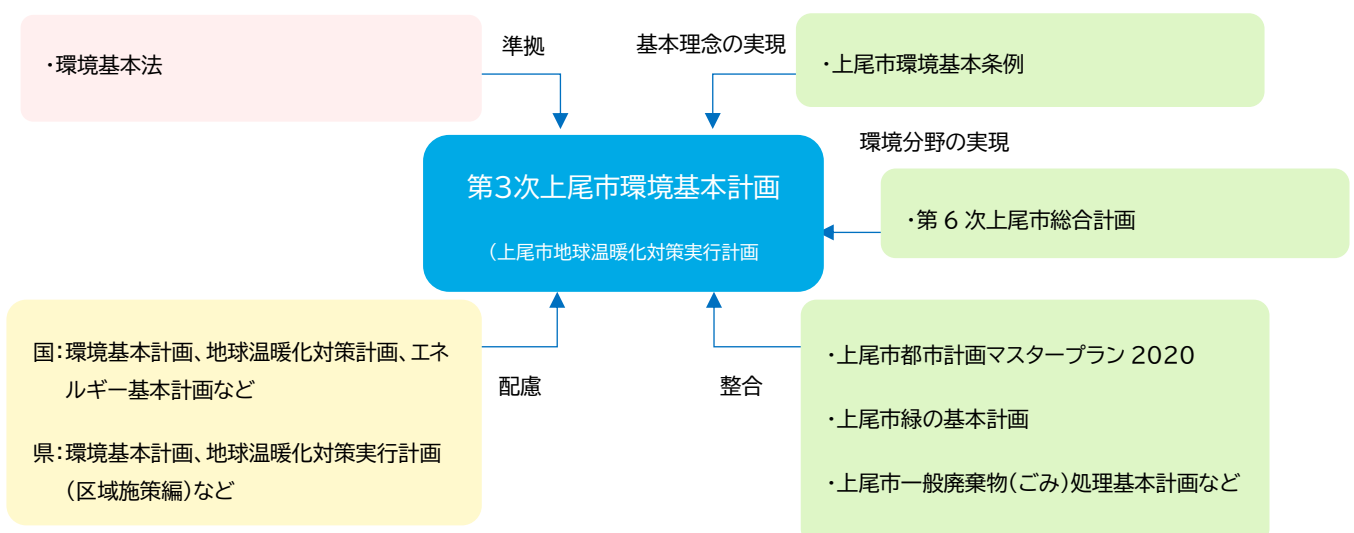 ・環境基本法
準拠
基本理念の実現
・上尾市環境基本条例
環境分野の実現
第3次上尾市環境基本計画
(上尾市地球温暖化対策実行計画
・第 6 次上尾市総合計画
国:環境基本計画、地球温暖化対策計画、エネ
ルギー基本計画など
県:環境基本計画、地球温暖化対策実行計画
(区域施策編)など
配慮
整合
・上尾市都市計画マスタープラン 2020
・上尾市緑の基本計画
・上尾市一般廃棄物(ごみ)処理基本計画など